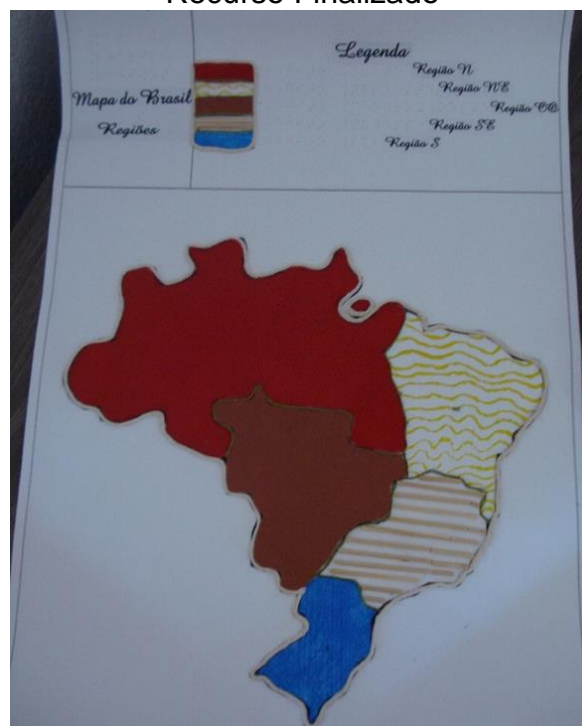 Recurso Finalizado
Mapa do Brasil
Regiões
Legenda
Região N
Região NE
Região CO
Região SE
Região S